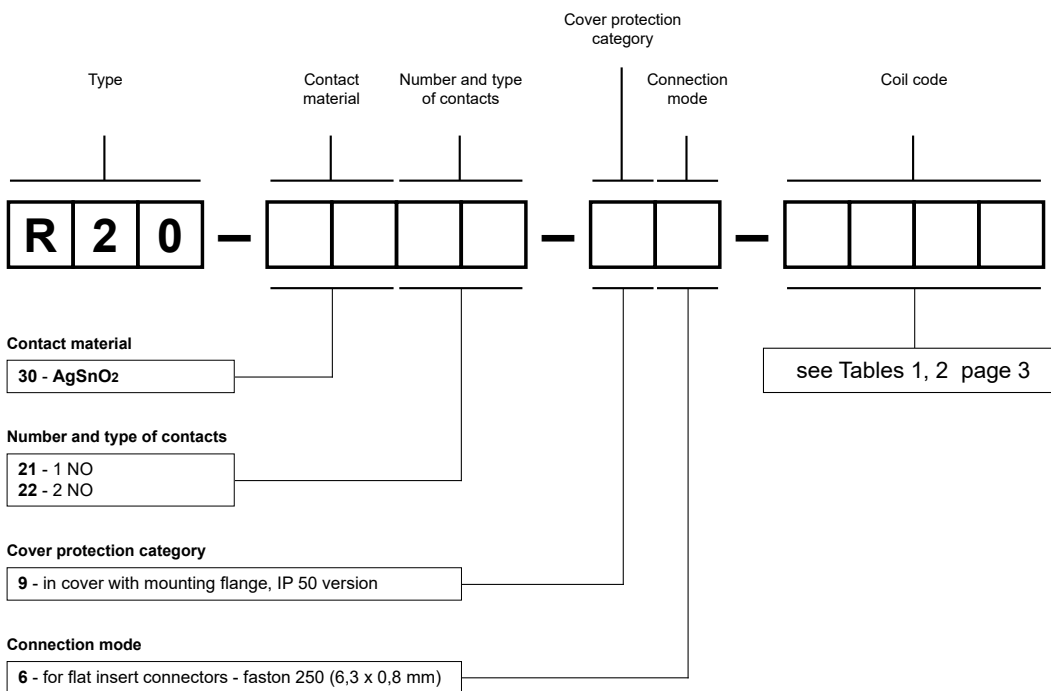 Cover protection
category
Type
Contact
material
Number and type
of contacts
Connection
mode
Coil code
R 2 0 – – –
Contact material
30 - AgSnO2
see Tables 1, 2 page 3
Number and type of contacts
21 - 1 NO
22 - 2 NO
Cover protection category
9 - in cover with mounting flange, IP 50 version
Connection mode
6 - for flat insert connectors - faston 250 (6,3 x 0,8 mm)